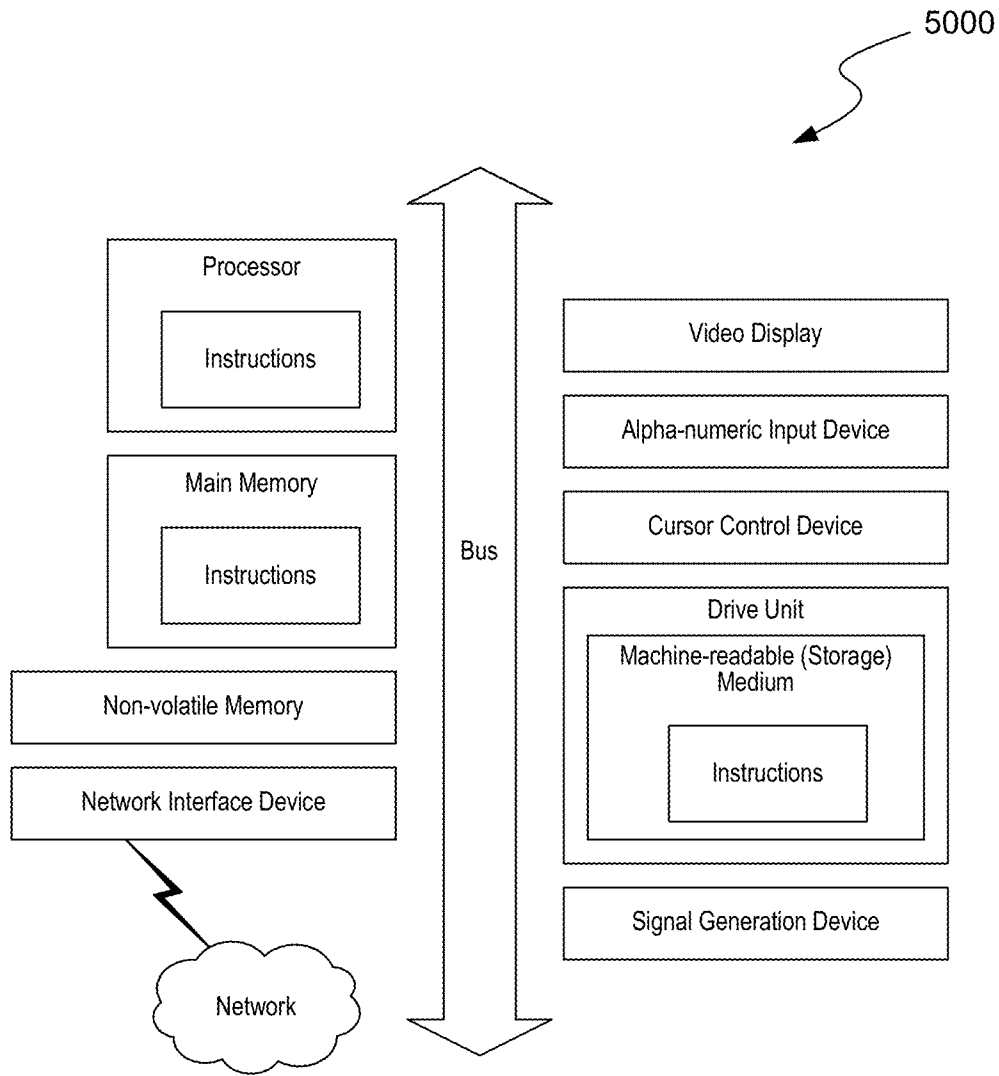 5000
Processor
Instructions
Main Memory
Instructions
Non-volatile Memory
Network Interface Device
Network
Bus
Video Display
Alpha-numeric Input Device
Cursor Control Device
Drive Unit
Machine-readable (Storage)
Medium
Instructions
Signal Generation Device